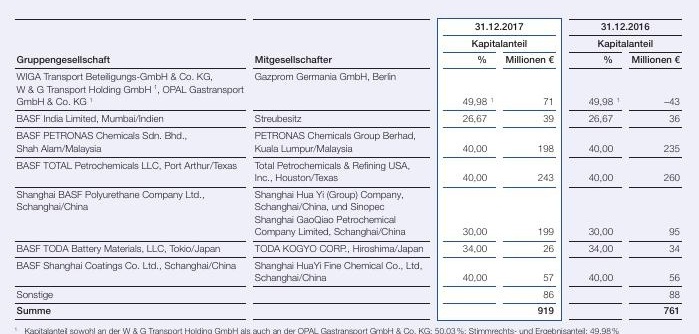 31.12.2017 31.12.2016
Kapitalanteil Kapitalanteil
Gruppengesellschaft Mitgesellschafter % Millionen € % Millionen €
WIGA Transport Beteiligungs-GmbH & Co. KG, Gazprom Germania GmbH, Berlin
W & G Transport Holding GmbH ¹, OPAL Gastransport
GmbH & Co. KG ¹ 49,98 ¹ 71 49,98 ¹ –43
BASF India Limited, Mumbai/Indien Streubesitz 26,67 39 26,67 36
BASF PETRONAS Chemicals Sdn. Bhd., PETRONAS Chemicals Group Berhad,
Shah Alam/Malaysia Kuala Lumpur/Malaysia 40,00 198 40,00 235
BASF TOTAL Petrochemicals LLC, Port Arthur/Texas Total Petrochemicals & Refining USA,
Inc., Houston/Texas 40,00 243 40,00 260
Shanghai BASF Polyurethane Company Ltd., Shanghai Hua Yi (Group) Company,
Schanghai/China Schanghai/China, und Sinopec
Shanghai GaoQiao Petrochemical
Company Limited, Schanghai/China 30,00 199 30,00 95
BASF TODA Battery Materials, LLC, Tokio/Japan TODA KOGYO CORP., Hiroshima/Japan 34,00 26 34,00 34
BASF Shanghai Coatings Co. Ltd., Schanghai/China Shanghai HuaYi Fine Chemical Co., Ltd,
Schanghai/China 40,00 57 40,00 56
Sonstige 86 88
Summe 919 761
¹ Kapitalanteil sowohl an der W & G Transport Holding GmbH als auch an der OPAL Gastransport GmbH & Co. KG: 50,03 %; Stimmrechts- und Ergebnisanteil: 49,98 %